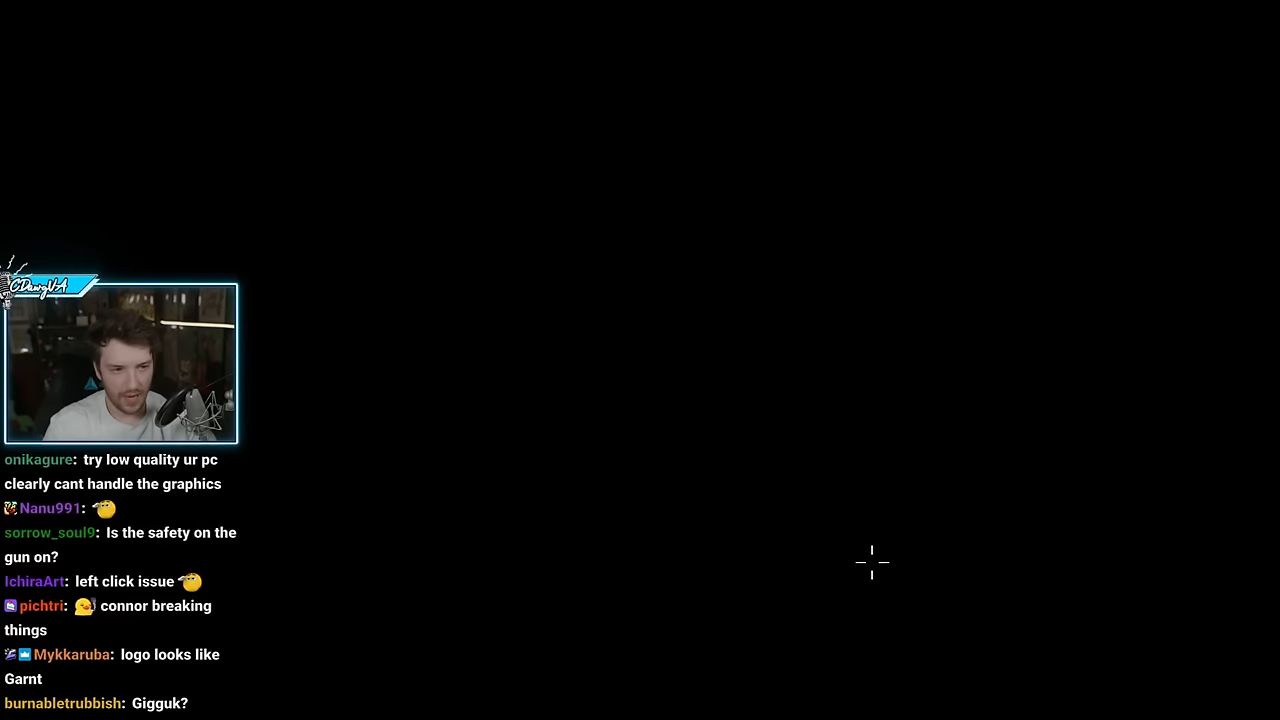 CDawgVA
onikagure: try low quality ur pc
clearly cant handle the graphics
Nanu991:
sorrow_soul9: Is the safety on the
gun on?
IchiraArt: left click issue
pichtri: connor breaking
things
Mykkaruba: logo looks like
Garnt
burnabletrubbish: Gigguk?